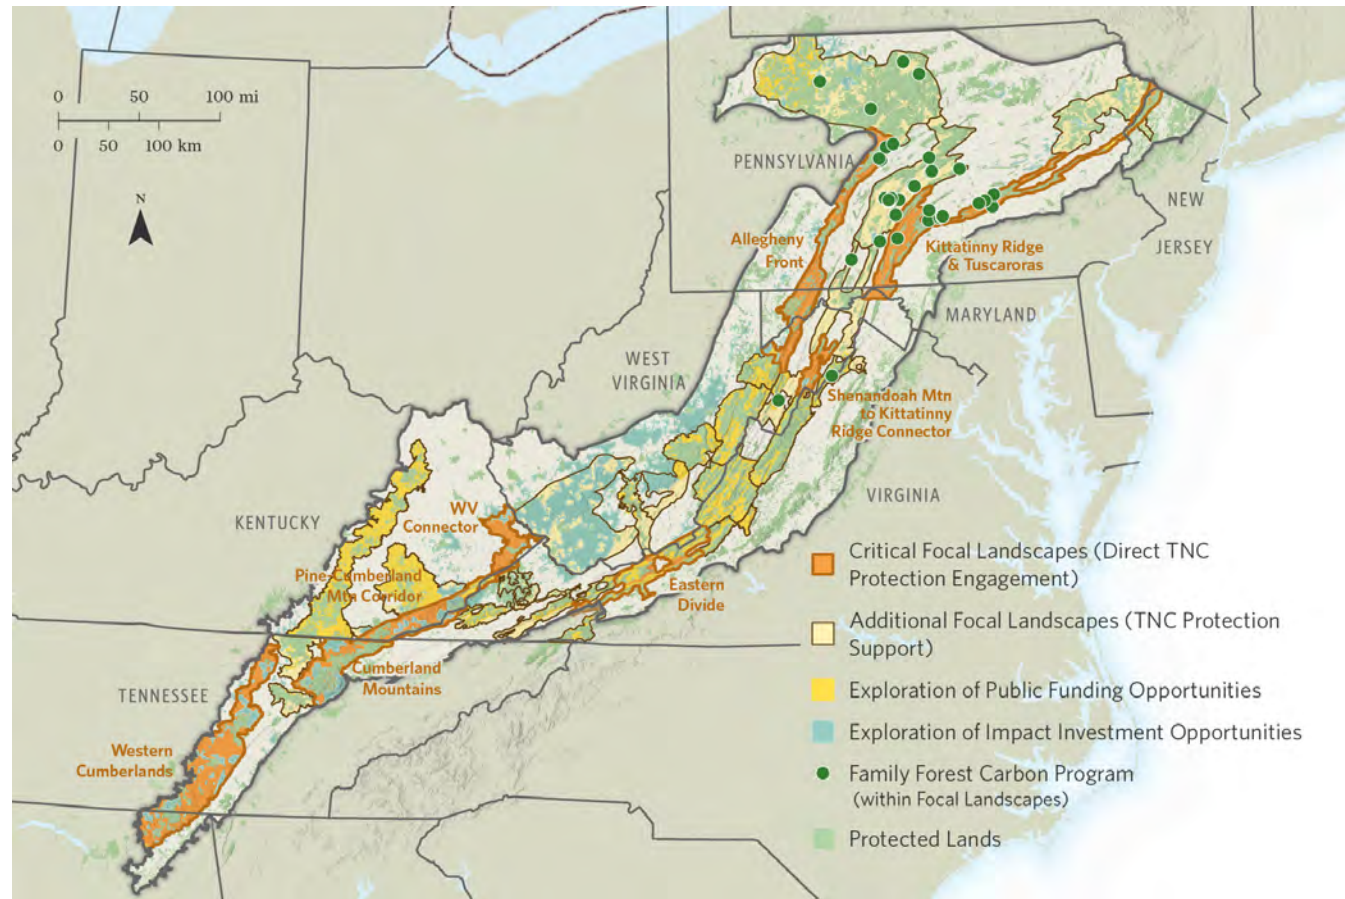 0 50 100 mi
0 50 100 km
N
PENNSYLVANIA
NEW
JERSEY
Allegheny
Front
Kittatinny Ridge
& Tuscaroras
MARYLAND
WEST
VIRGINIA
Shenandoah Mtn
to Kittatinny
Ridge Connector
VIRGINIA
WV
Connector
KENTUCKY
Pine-Cumberland
Mtn Corridor
Eastern
Divide
Cumberland
Mountains
TENNESSEE
Western
Cumberlands
Critical Focal Landscapes (Direct TNC
Protection Engagement)
Additional Focal Landscapes (TNC Protection
Support)
Exploration of Public Funding Opportunities
Exploration of Impact Investment Opportunities
Family Forest Carbon Program
(within Focal Landscapes)
Protected Lands